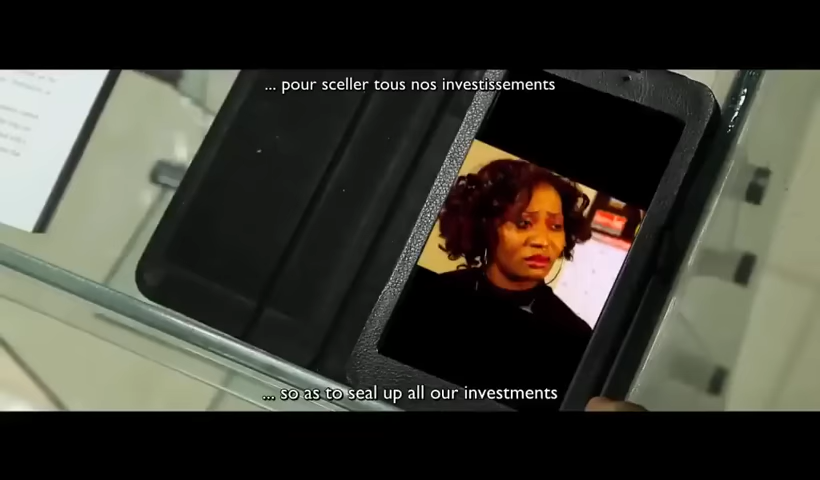 ... pour sceller tous nos investissements
... so as to seal up all our investments